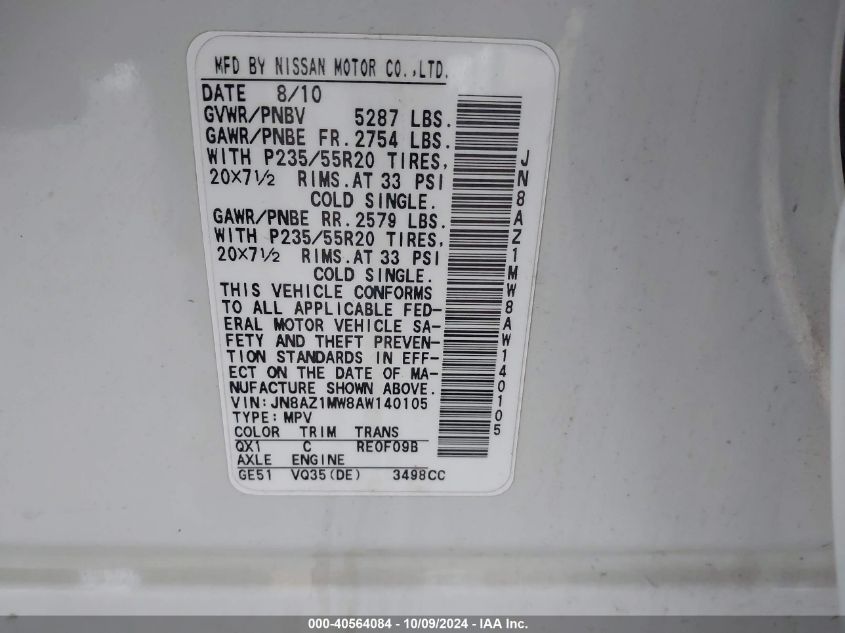 MFD BY NISSAN MOTOR CO.,LTD.
DATE 8/10
GVWR/PNBV 5287 LBS.
GAWR/PNBE FR. 2754 LBS.
WITH P235/55R20 TIRES,
20×7½ RIMS.AT 33 PSI
COLD SINGLE.
GAWR/PNBE RR. 2579 LBS.
WITH P235/55R20 TIRES,
20×7½ RIMS.AT 33 PSI
COLD SINGLE.
THIS VEHICLE CONFORMS
TO ALL APPLICABLE FED-
ERAL MOTOR VEHICLE SA-
FETY AND THEFT PREVEN-
TION STANDARDS IN EFF-
ECT ON THE DATE OF MA-
NUFACTURE SHOWN ABOVE.
VIN:JN8AZ1MW8AW140105
TYPE:MPV
COLOR TRIM TRANS
QX1 C RE0F09B
AXLE ENGINE
GE51 VQ35(DE) 3498CC
JN8AZ1MW8AW140105
000-40564084 - 10/09/2024 - IAA Inc.